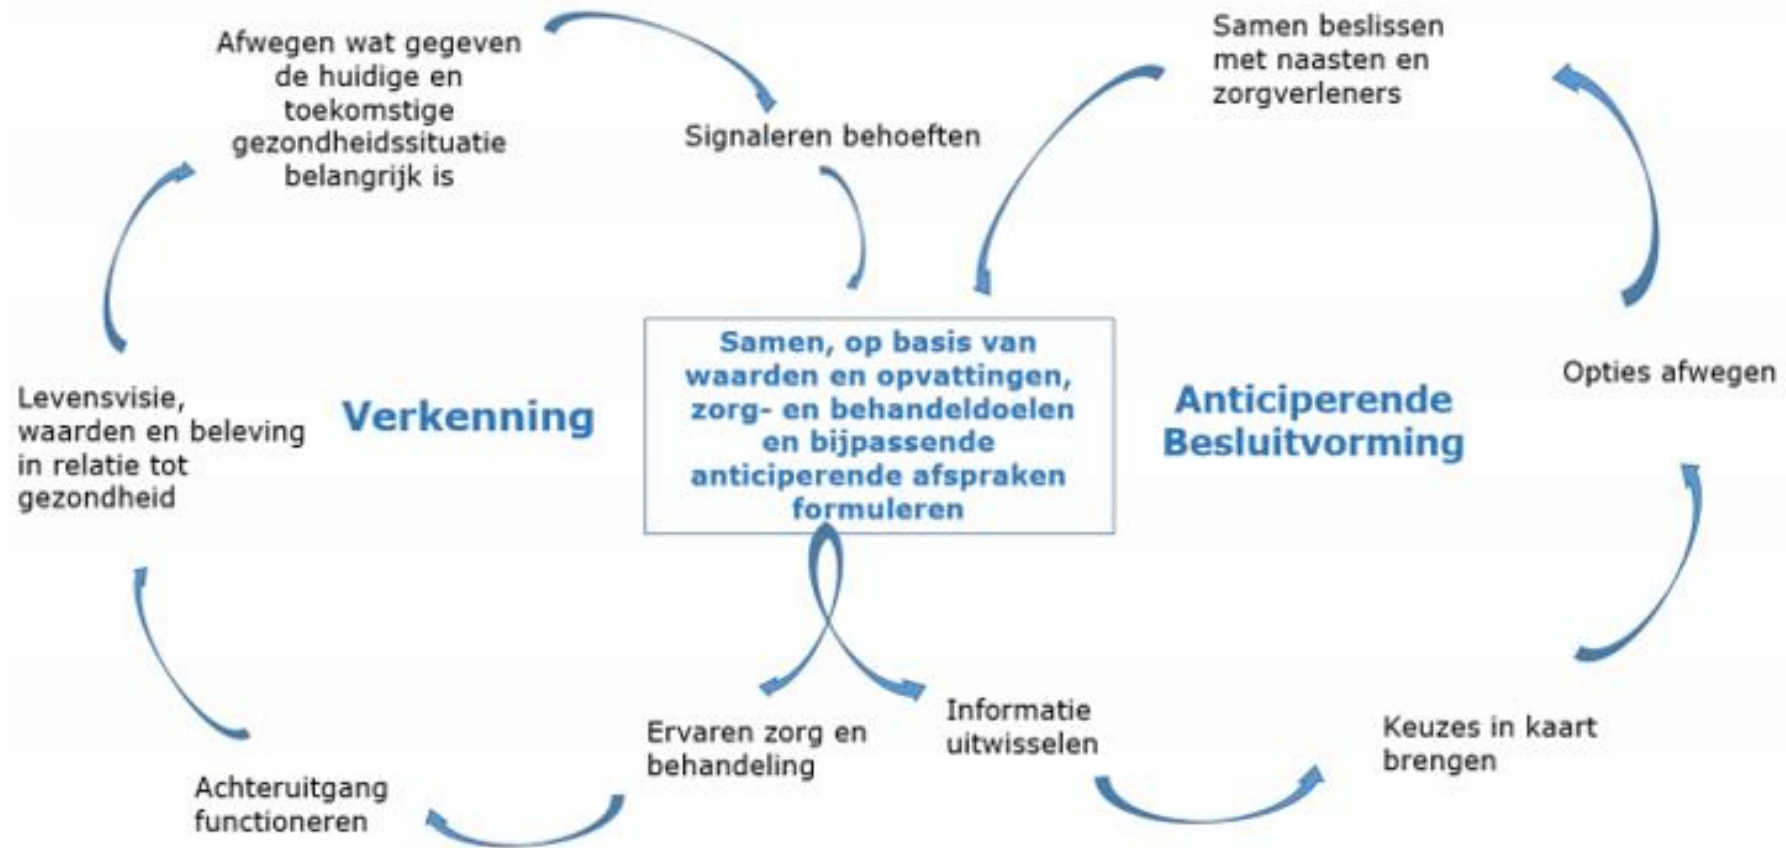 Afwegen wat gegeven
de huidige en
toekomstige
gezondheidssituatie
belangrijk is
Signaleren behoeften
Samen beslissen
met naasten en
zorgverleners
Levensvisie,
waarden en beleving
in relatie tot
gezondheid
Verkenning
Samen, op basis van
waarden en opvattingen,
zorg- en behandeldoelen
en bijpassende
anticiperende afspraken
formuleren
Anticiperende
Besluitvorming
Opties afwegen
Achteruitgang
functioneren
Ervaren zorg en
behandeling
Informatie
uitwisselen
Keuzes in kaart
brengen